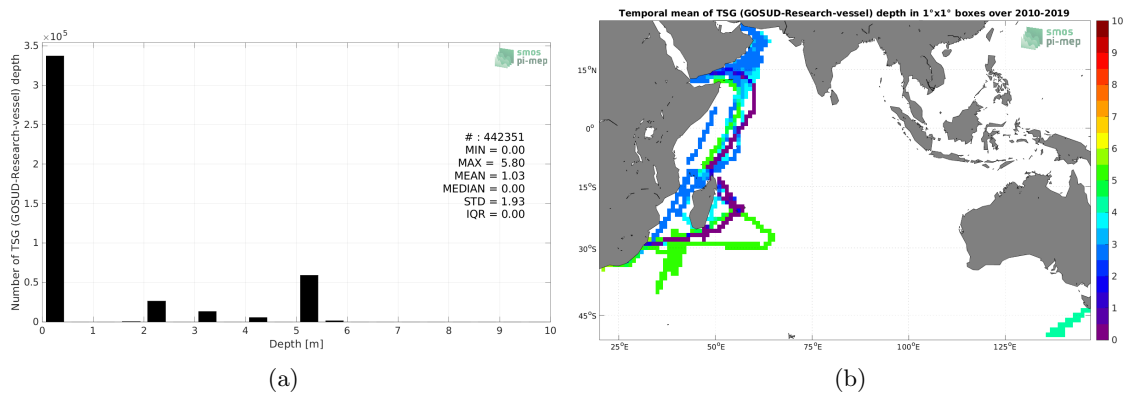 3.5
×10⁵
smos
pi-mep
3
2.5
2
1.5
1
0.5
0
Number of TSG (GOSUD-Research-vessel) depth
# : 442351
MIN = 0.00
MAX = 5.80
MEAN = 1.03
MEDIAN = 0.00
STD = 1.93
IQR = 0.00
0 1 2 3 4 5 6 7 8 9 10
Depth [m]
(a)
Temporal mean of TSG (GOSUD-Research-vessel) depth in 1°x1° boxes over 2010-2019
smos
pi-mep
15°N
0°
15°S
30°S
45°S
25°E 50°E 75°E 100°E 125°E
10
9
8
7
6
5
4
3
2
1
0
(b)